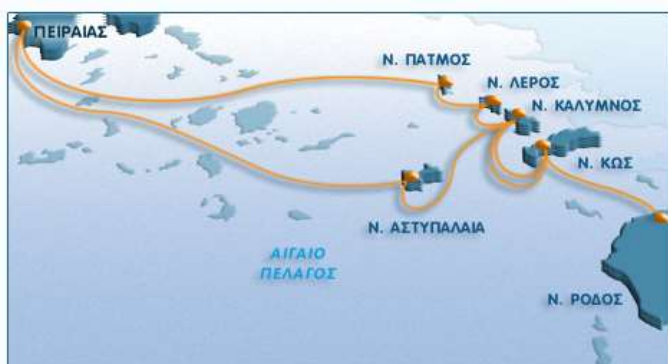 ΠΕΙΡΑΙΑΣ
Ν. ΠΑΤΜΟΣ
Ν. ΛΕΡΟΣ
Ν. ΚΑΛΥΜΝΟΣ
Ν. ΚΩΣ
Ν. ΑΣΤΥΠΑΛΑΙΑ
ΑΙΓΑΙΟ
ΠΕΛΑΓΟΣ
Ν. ΡΟΔΟΣ